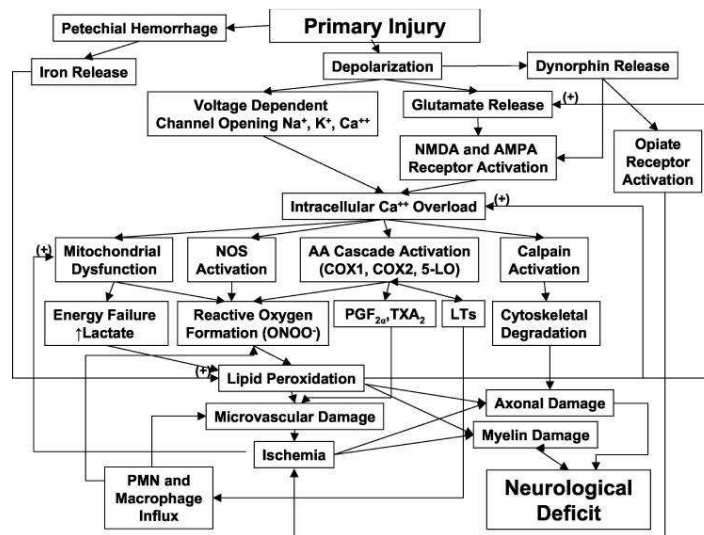 Primary Injury
Petechial Hemorrhage
Iron Release
Depolarization
Dynorphin Release
Voltage Dependent
Channel Opening Na⁺, K⁺, Ca⁺⁺
Glutamate Release
(+)
NMDA and AMPA
Receptor Activation
Opiate
Receptor
Activation
Intracellular Ca⁺⁺ Overload
(+)
(+)
Mitochondrial
Dysfunction
NOS
Activation
AA Cascade Activation
(COX1, COX2, 5-LO)
Calpain
Activation
Energy Failure
↑Lactate
Reactive Oxygen
Formation (ONOO⁻)
PGF₂α,TXA₂
LTs
Cytoskeletal
Degradation
(+)
Lipid Peroxidation
Microvascular Damage
Axonal Damage
Myelin Damage
Ischemia
PMN and
Macrophage
Influx
Neurological
Deficit